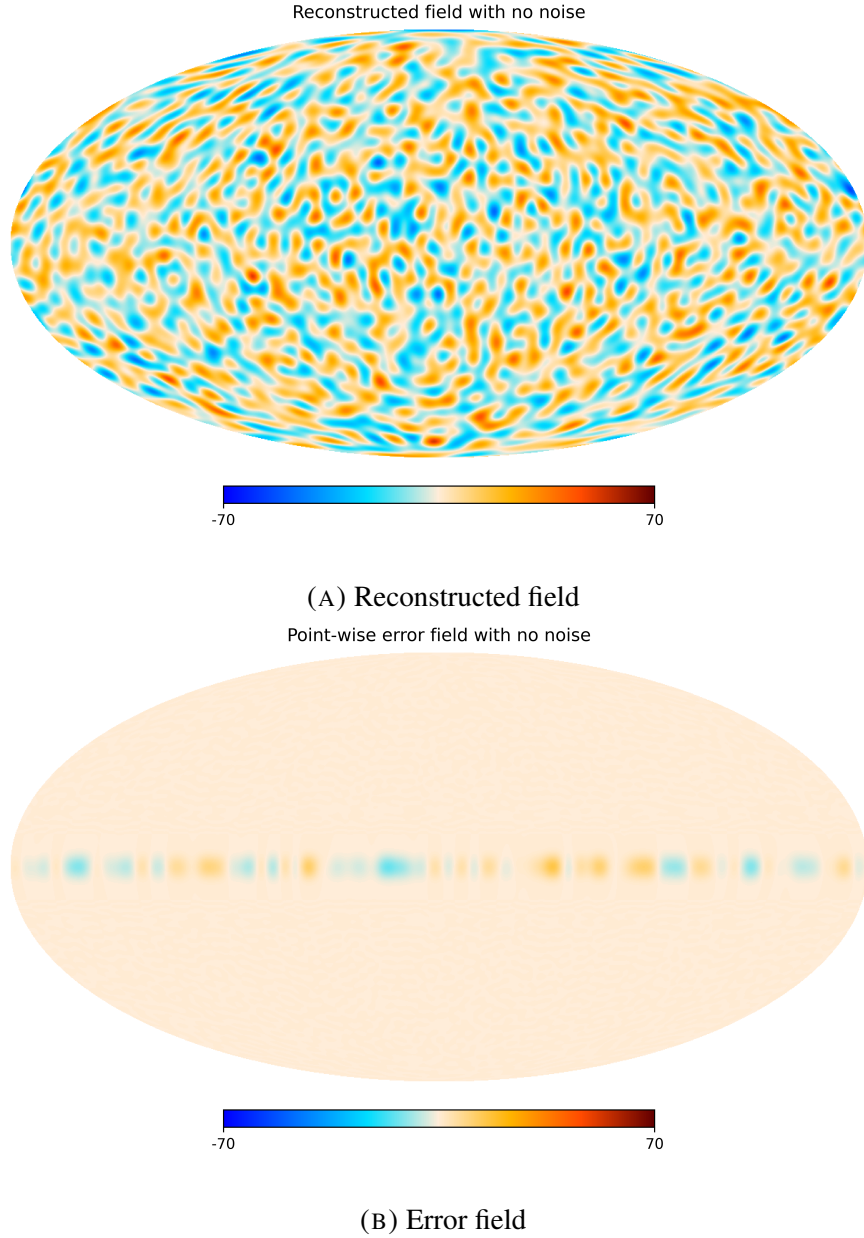 Reconstructed field with no noise
-70 70
(A) Reconstructed field
Point-wise error field with no noise
-70 70
(B) Error field